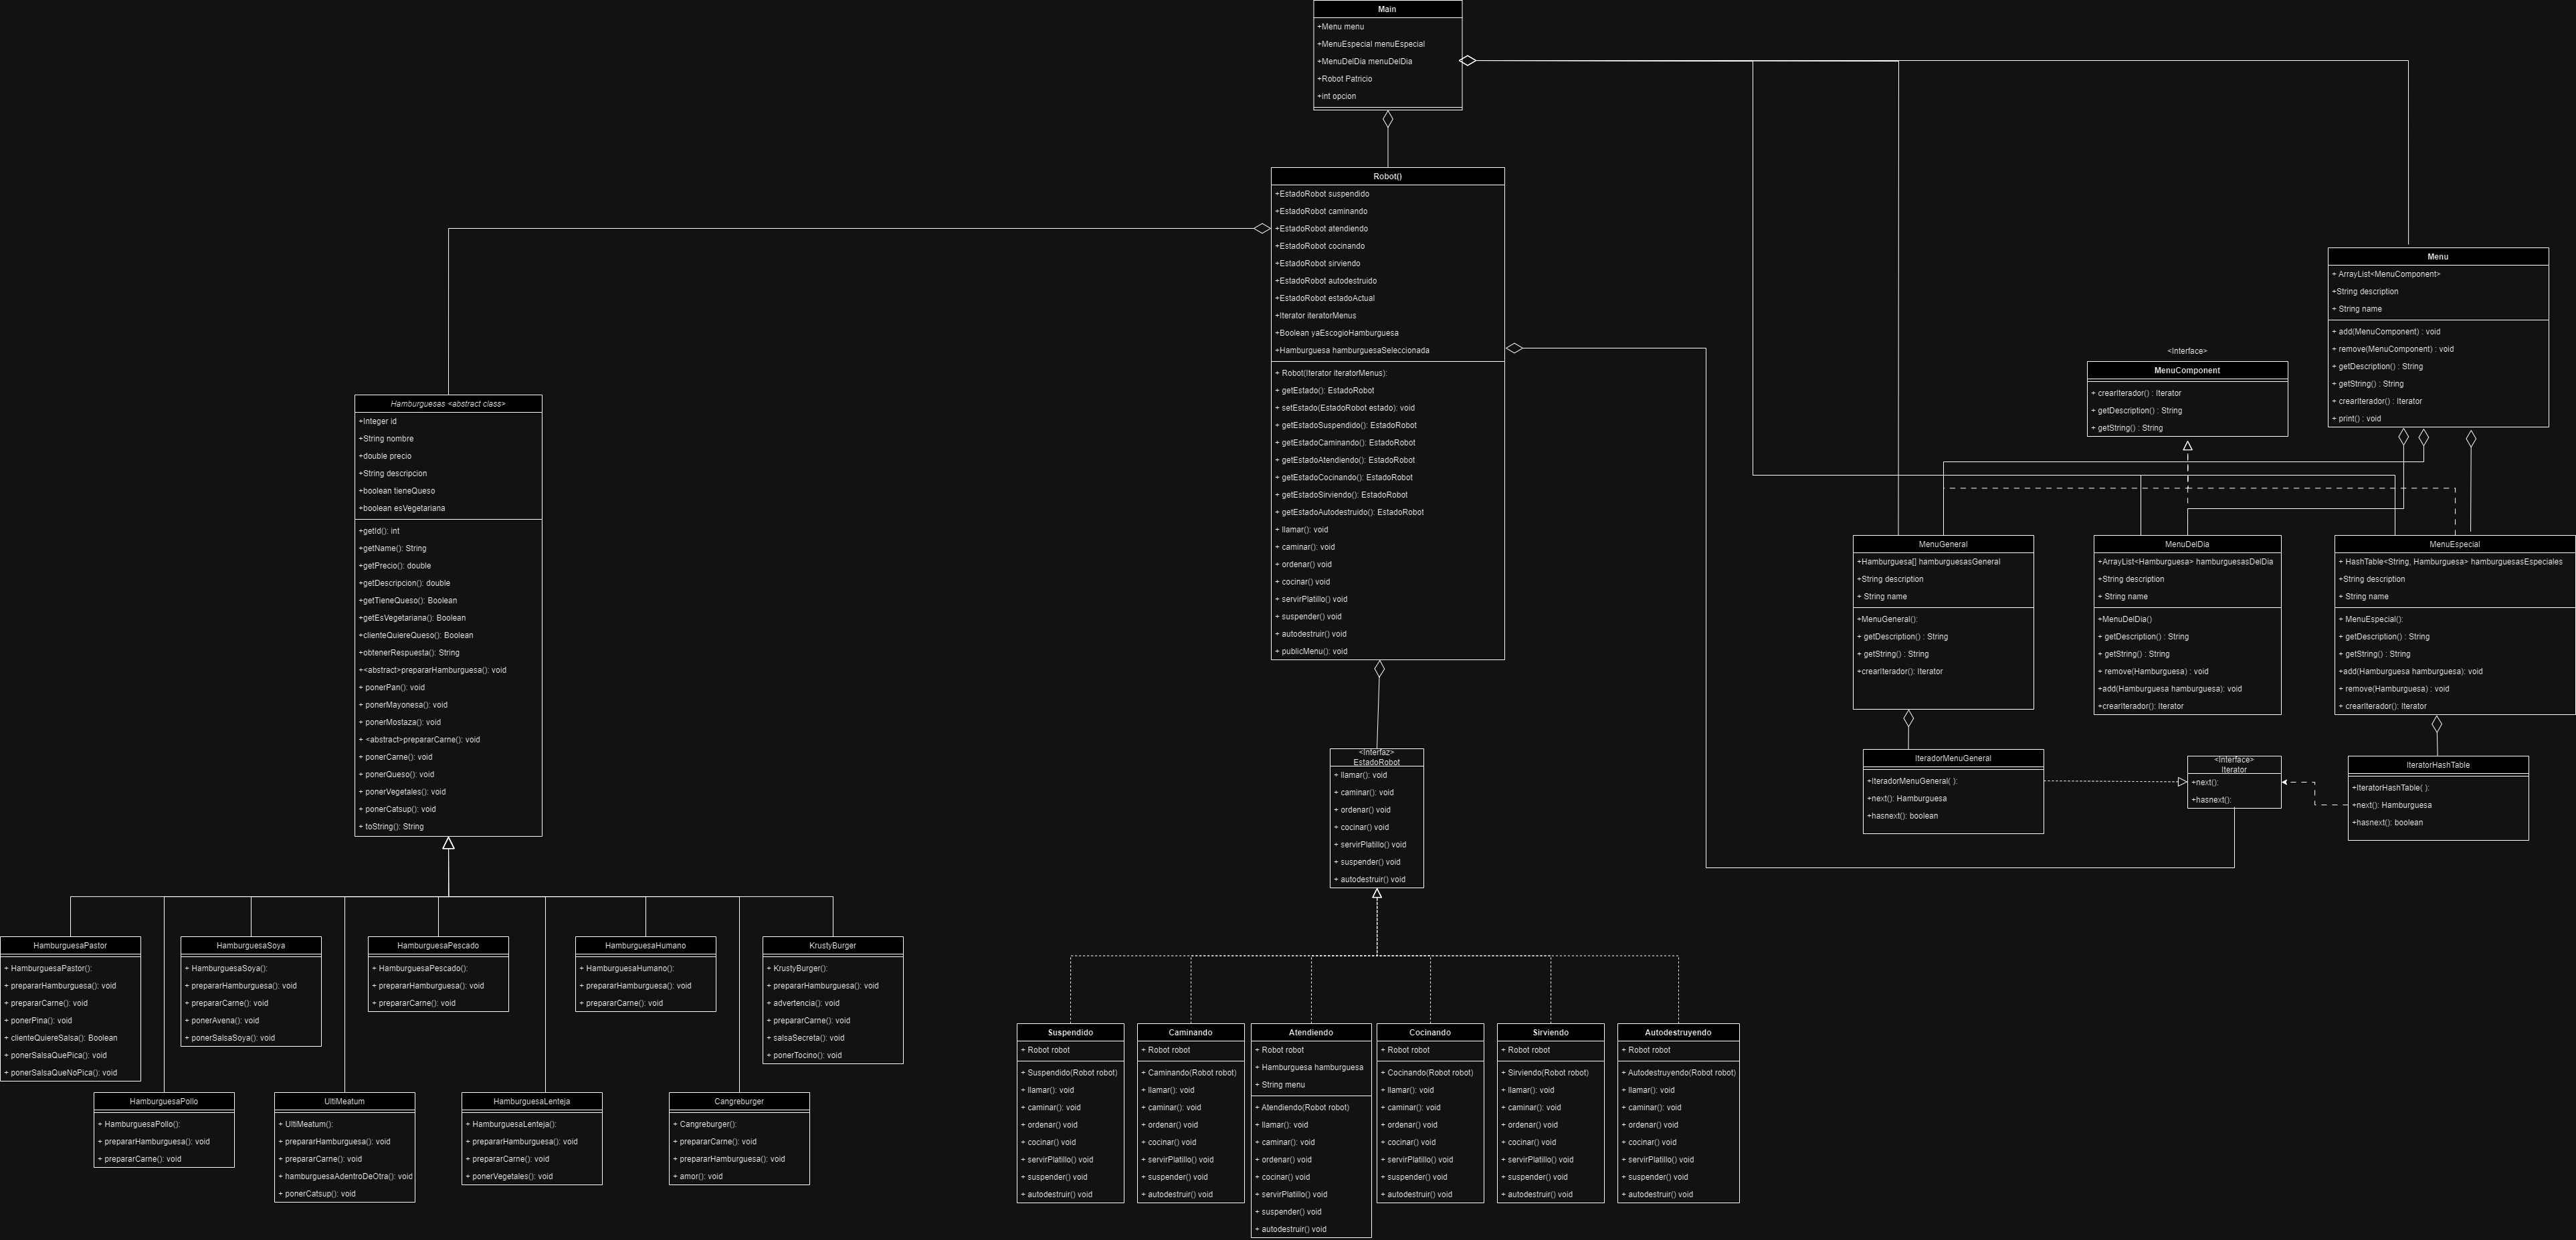 Main
+Menu menu
+MenuEspecial menuEspecial
+MenuDelDia menuDelDia
+Robot Patricio
+int opcion
Robot()
+EstadoRobot suspendido
+EstadoRobot caminando
+EstadoRobot atendiendo
+EstadoRobot cocinando
+EstadoRobot sirviendo
+EstadoRobot autodestruido
+EstadoRobot estadoActual
+Iterator iteratorMenus
+Boolean yaEscogioHamburguesa
+Hamburguesa hamburguesaSeleccionada
+ Robot(Iterator iteratorMenus):
+ getEstado(): EstadoRobot
+ setEstado(EstadoRobot estado): void
+ getEstadoSuspendido(): EstadoRobot
+ getEstadoCaminando(): EstadoRobot
+ getEstadoAtendiendo(): EstadoRobot
+ getEstadoCocinando(): EstadoRobot
+ getEstadoSirviendo(): EstadoRobot
+ getEstadoAutodestruido(): EstadoRobot
+ llamar(): void
+ caminar(): void
+ ordenar() void
+ cocinar() void
+ servirPlatillo() void
+ suspender() void
+ autodestruir() void
+ publicMenu(): void
Menu
+ ArrayList<MenuComponent>
+String description
+ String name
+ add(MenuComponent) : void
+ remove(MenuComponent) : void
+ getDescription() : String
+ getString() : String
+ crearIterador() : Iterator
+ print() : void
<Interface>
MenuComponent
+ crearIterador() : Iterator
+ getDescription() : String
+ getString() : String
Hamburguesas <abstract class>
+Integer id
+String nombre
+double precio
+String descripcion
+boolean tieneQueso
+boolean esVegetariana
+getId(): int
+getName(): String
+getPrecio(): double
+getDescripcion(): double
+getTieneQueso(): Boolean
+getEsVegetariana(): Boolean
+clienteQuiereQueso(): Boolean
+obtenerRespuesta(): String
+<abstract>prepararHamburguesa(): void
+ ponerPan(): void
+ ponerMayonesa(): void
+ ponerMostaza(): void
+ <abstract>prepararCarne(): void
+ ponerCarne(): void
+ ponerQueso(): void
+ ponerVegetales(): void
+ ponerCatsup(): void
+ toString(): String
MenuGeneral
+Hamburguesa[] hamburguesasGeneral
+String description
+ String name
+MenuGeneral():
+ getDescription() : String
+ getString() : String
+crearIterador(): Iterator
MenuDelDia
+ArrayList<Hamburguesa> hamburguesasDelDia
+String description
+ String name
+MenuDelDia()
+ getDescription() : String
+ getString() : String
+ remove(Hamburguesa) : void
+add(Hamburguesa hamburguesa): void
+crearIterador(): Iterator
MenuEspecial
+ HashTable<String, Hamburguesa> hamburguesasEspeciales
+String description
+ String name
+ MenuEspecial():
+ getDescription() : String
+ getString() : String
+add(Hamburguesa hamburguesa): void
+ remove(Hamburguesa) : void
+ crearIterador(): Iterator
<Interfaz>
EstadoRobot
+ llamar(): void
+ caminar(): void
+ ordenar() void
+ cocinar() void
+ servirPlatillo() void
+ suspender() void
+ autodestruir() void
IteradorMenuGeneral
+IteradorMenuGeneral( ):
+next(): Hamburguesa
+hasnext(): boolean
<Interface>
Iterator
+next():
+hasnext():
IteratorHashTable
+IteratorHashTable( ):
+next(): Hamburguesa
+hasnext(): boolean
HamburguesaPastor
+ HamburguesaPastor():
+ prepararHamburguesa(): void
+ prepararCarne(): void
+ ponerPina(): void
+ clienteQuiereSalsa(): Boolean
+ ponerSalsaQuePica(): void
+ ponerSalsaQueNoPica(): void
HamburguesaSoya
+ HamburguesaSoya():
+ prepararHamburguesa(): void
+ prepararCarne(): void
+ ponerAvena(): void
+ ponerSalsaSoya(): void
HamburguesaPescado
+ HamburguesaPescado():
+ prepararHamburguesa(): void
+ prepararCarne(): void
HamburguesaHumano
+ HamburguesaHumano():
+ prepararHamburguesa(): void
+ prepararCarne(): void
KrustyBurger
+ KrustyBurger():
+ prepararHamburguesa(): void
+ advertencia(): void
+ prepararCarne(): void
+ salsaSecreta(): void
+ ponerTocino(): void
HamburguesaPollo
+ HamburguesaPollo():
+ prepararHamburguesa(): void
+ prepararCarne(): void
UltiMeatum
+ UltiMeatum():
+ prepararHamburguesa(): void
+ prepararCarne(): void
+ hamburguesaAdentroDeOtra(): void
+ ponerCatsup(): void
HamburguesaLenteja
+ HamburguesaLenteja():
+ prepararHamburguesa(): void
+ prepararCarne(): void
+ ponerVegetales(): void
Cangreburger
+ Cangreburger():
+ prepararCarne(): void
+ prepararHamburguesa(): void
+ amor(): void
Suspendido
+ Robot robot
+ Suspendido(Robot robot)
+ llamar(): void
+ caminar(): void
+ ordenar() void
+ cocinar() void
+ servirPlatillo() void
+ suspender() void
+ autodestruir() void
Caminando
+ Robot robot
+ Caminando(Robot robot)
+ llamar(): void
+ caminar(): void
+ ordenar() void
+ cocinar() void
+ servirPlatillo() void
+ suspender() void
+ autodestruir() void
Atendiendo
+ Robot robot
+ Hamburguesa hamburguesa
+ String menu
+ Atendiendo(Robot robot)
+ llamar(): void
+ caminar(): void
+ ordenar() void
+ cocinar() void
+ servirPlatillo() void
+ suspender() void
+ autodestruir() void
Cocinando
+ Robot robot
+ Cocinando(Robot robot)
+ llamar(): void
+ caminar(): void
+ ordenar() void
+ cocinar() void
+ servirPlatillo() void
+ suspender() void
+ autodestruir() void
Sirviendo
+ Robot robot
+ Sirviendo(Robot robot)
+ llamar(): void
+ caminar(): void
+ ordenar() void
+ cocinar() void
+ servirPlatillo() void
+ suspender() void
+ autodestruir() void
Autodestruyendo
+ Robot robot
+ Autodestruyendo(Robot robot)
+ llamar(): void
+ caminar(): void
+ ordenar() void
+ cocinar() void
+ servirPlatillo() void
+ suspender() void
+ autodestruir() void